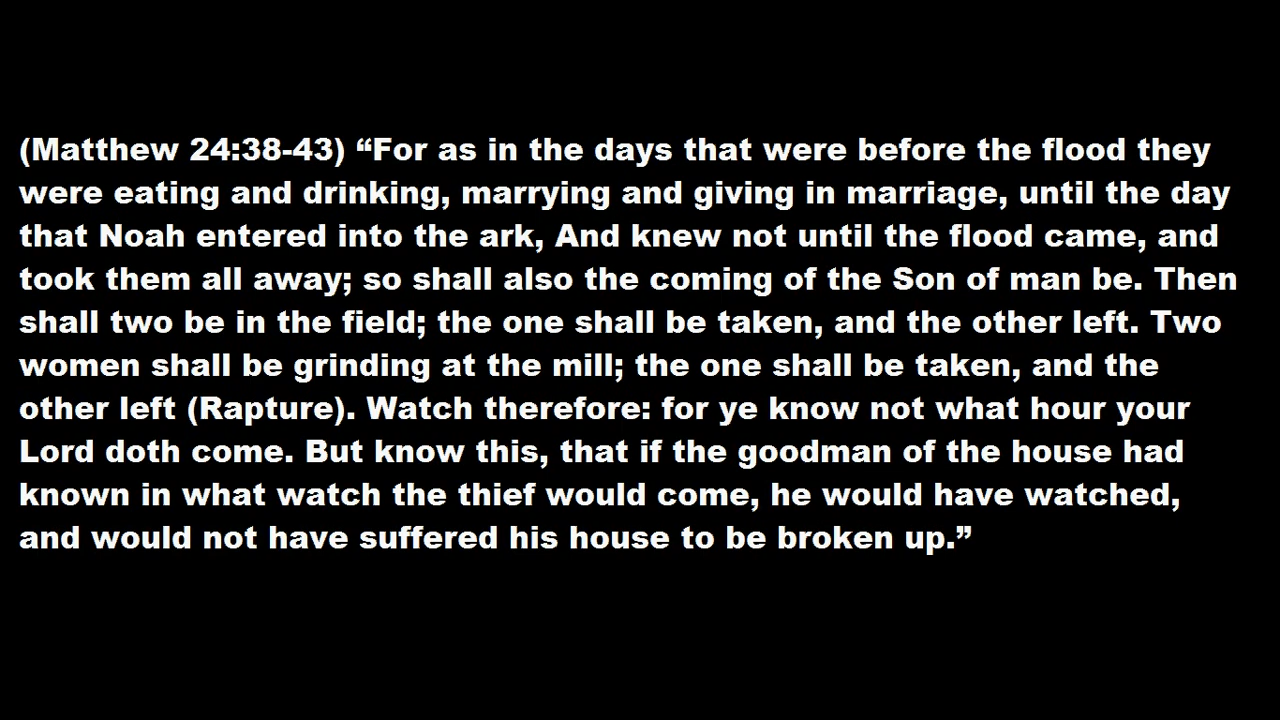 (Matthew 24:38-43) “For as in the days that were before the flood they
were eating and drinking, marrying and giving in marriage, until the day
that Noah entered into the ark, And knew not until the flood came, and
took them all away; so shall also the coming of the Son of man be. Then
shall two be in the field; the one shall be taken, and the other left. Two
women shall be grinding at the mill; the one shall be taken, and the
other left (Rapture). Watch therefore: for ye know not what hour your
Lord doth come. But know this, that if the goodman of the house had
known in what watch the thief would come, he would have watched,
and would not have suffered his house to be broken up.”